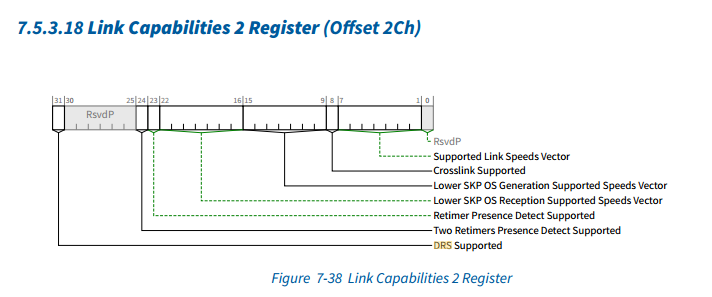 7.5.3.18 Link Capabilities 2 Register (Offset 2Ch)
31 30 25 24 23 22 16 15 9 8 7 1 0
RsvdP
RsvdP
Supported Link Speeds Vector
Crosslink Supported
Lower SKP OS Generation Supported Speeds Vector
Lower SKP OS Reception Supported Speeds Vector
Retimer Presence Detect Supported
Two Retimers Presence Detect Supported
DRS Supported
Figure 7-38 Link Capabilities 2 Register